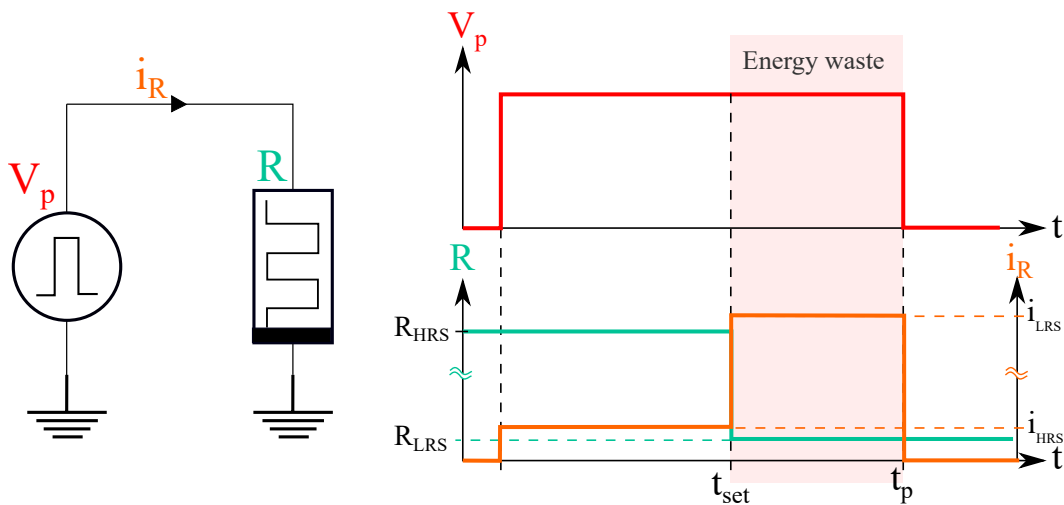 i_R
V_p
R
V_p
Energy waste
t
R
i_R
R_HRS
i_LRS
R_LRS
i_HRS
t
t_set
t_p